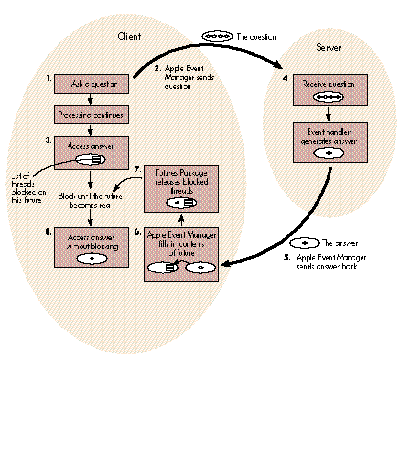 Client
The question
Server
1.
Ask a question
2. Apple Event
Manager sends
question
4.
Receive question
Processing continues
3.
Access answer
Event handler
generates answer
List of
threads
blocked on
this future
Block until the future
becomes real
7.
Futures Package
releases blocked
threads
8.
Access answer
without blocking
6.
Apple Event Manager
fills in contents
of future
The answer
5. Apple Event Manager
sends answer back